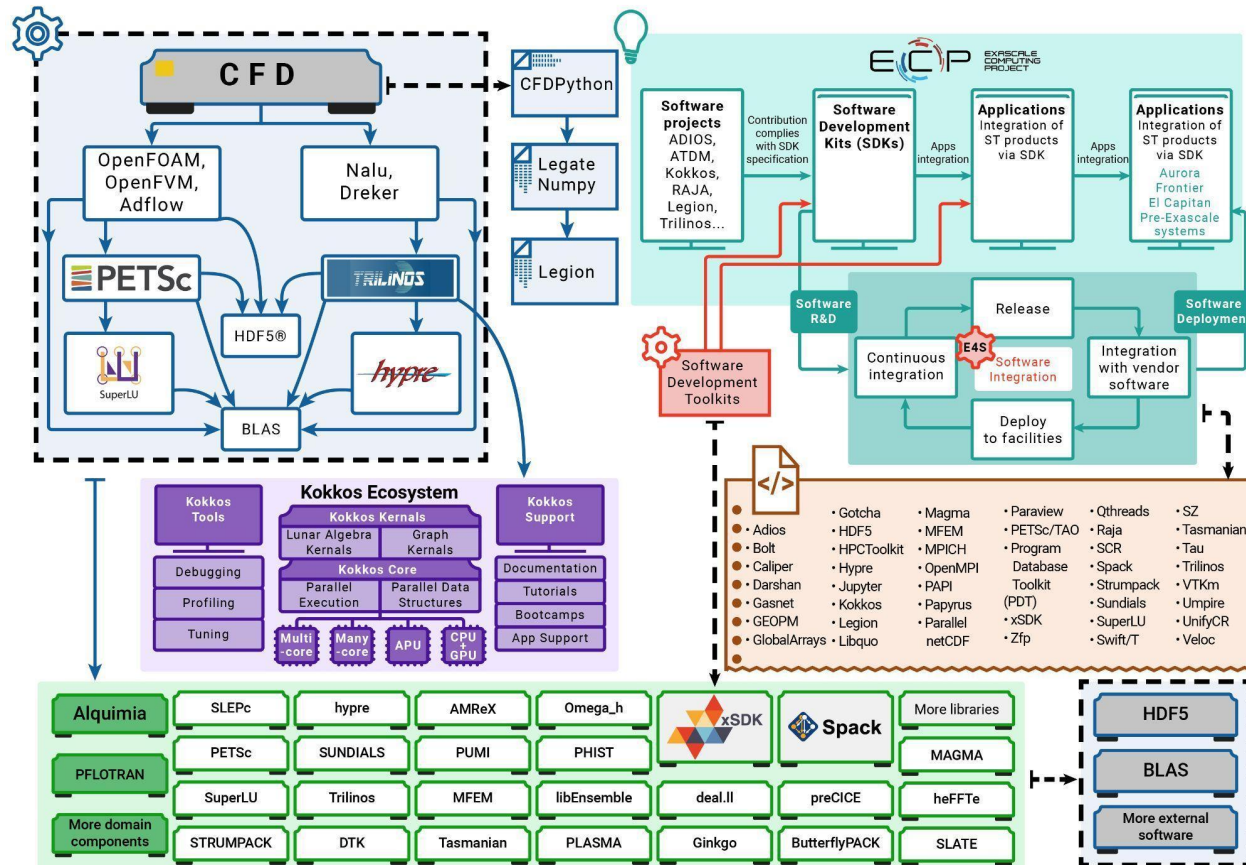 CFD
OpenFOAM,
OpenFVM,
Adflow
Nalu,
Dreker
PETSc
TRILINOS
HDF5®
SuperLU
hypre
BLAS
CFDPython
Legate
Numpy
Legion
ECP
EXASCALE
COMPUTING
PROJECT
Software
projects
ADIOS,
ATDM,
Kokkos,
RAJA,
Legion,
Trilinos...
Contribution
complies
with SDK
specification
Software
Development
Kits (SDKs)
Apps
integration
Applications
Integration of
ST products
via SDK
Apps
integration
Applications
Integration of
ST products
via SDK
Aurora
Frontier
El Capitan
Pre-Exascale
systems
Software
R&D
Software
Deploymen
Release
Continuous
integration
E4S
Software
Integration
Integration
with vendor
software
Deploy
to facilities
Software
Development
Toolkits
Kokkos Ecosystem
Kokkos
Tools
Debugging
Profiling
Tuning
Kokkos Kernals
Lunar Algebra
Kernals
Graph
Kernals
Kokkos Core
Parallel
Execution
Parallel Data
Structures
Multi
-core
Many
-core
APU
CPU
+
GPU
Kokkos
Support
Documentation
Tutorials
Bootcamps
App Support
</>
• Adios
• Bolt
• Caliper
• Darshan
• Gasnet
• GEOPM
• GlobalArrays
• Gotcha
• HDF5
• HPCToolkit
• Hypre
• Jupyter
• Kokkos
• Legion
• Libquo
• Magma
• MFEM
• MPICH
• OpenMPI
• PAPI
• Papyrus
• Parallel
netCDF
• Paraview
• PETSc/TAO
• Program
Database
Toolkit
(PDT)
• xSDK
• Zfp
• Qthreads
• Raja
• SCR
• Spack
• Strumpack
• Sundials
• SuperLU
• Swift/T
• SZ
• Tasmanian
• Tau
• Trilinos
• VTKm
• Umpire
• UnifyCR
• Veloc
Alquimia
PFLOTRAN
More domain
components
SLEPc
hypre
AMReX
Omega_h
xSDK
Spack
More libraries
PETSc
SUNDIALS
PUMI
PHIST
MAGMA
SuperLU
Trilinos
MFEM
libEnsemble
deal.ll
preCICE
heFFTe
STRUMPACK
DTK
Tasmanian
PLASMA
Ginkgo
ButterflyPACK
SLATE
HDF5
BLAS
More external
software